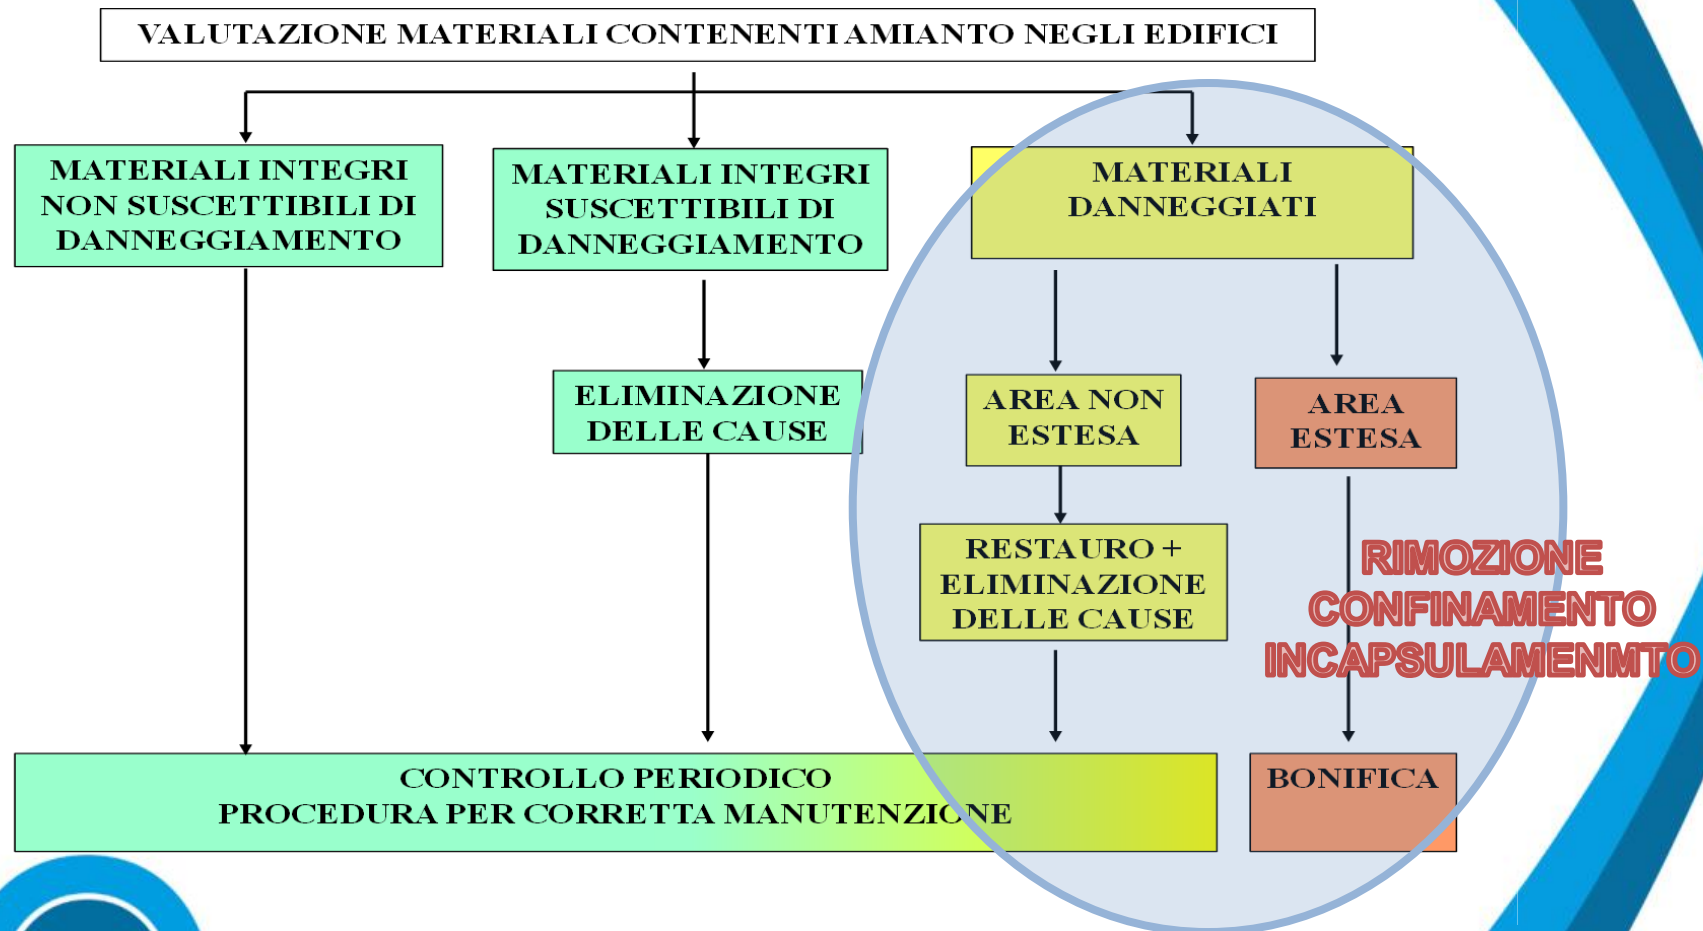 VALUTAZIONE MATERIALI CONTENENTI AMIANTO NEGLI EDIFICI
MATERIALI INTEGRI
NON SUSCETTIBILI DI
DANNEGGIAMENTO
MATERIALI INTEGRI
SUSCETTIBILI DI
DANNEGGIAMENTO
MATERIALI
DANNEGGIATI
ELIMINAZIONE
DELLE CAUSE
AREA NON
ESTESA
AREA
ESTESA
RESTAURO +
ELIMINAZIONE
DELLE CAUSE
RIMOZIONE
CONFINAMENTO
INCAPSULAMENMTO
CONTROLLO PERIODICO
PROCEDURA PER CORRETTA MANUTENZIONE
BONIFICA